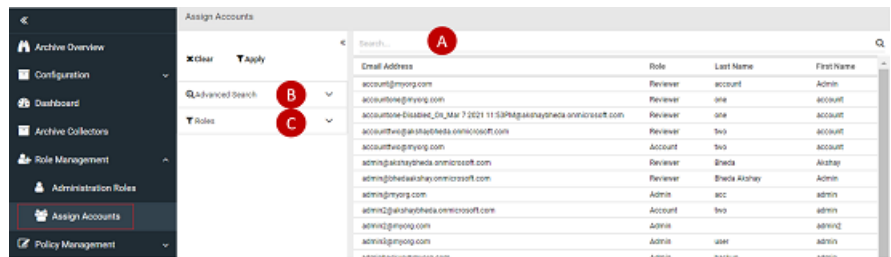 «
Assign Accounts
Archive Overview
Configuration
Dashboard
Archive Collectors
Role Management
Administration Roles
Assign Accounts
Policy Management
«
Clear Apply
Advanced Search B
Roles C
Search... A
Email Address Role Last Name First Name
account@myorg.com Reviewer account Admin
accountone@myorg.com Reviewer one account
accountone-Disabled_On_Mar 7 2021 11:53PM@akshaybheda.onmicrosoft.com Reviewer one account
accounttwo@akshaybheda.onmicrosoft.com Reviewer two account
accounttwo@myorg.com Account two account
admin@akshaybheda.onmicrosoft.com Reviewer Bheda Akshay
admin@bhedaakshay.onmicrosoft.com Reviewer Bheda Akshay Admin
admin@myorg.com Admin acc admin
admin2@akshaybheda.onmicrosoft.com Account two admin
admin2@myorg.com Admin admin2
admin3@myorg.com Admin user admin